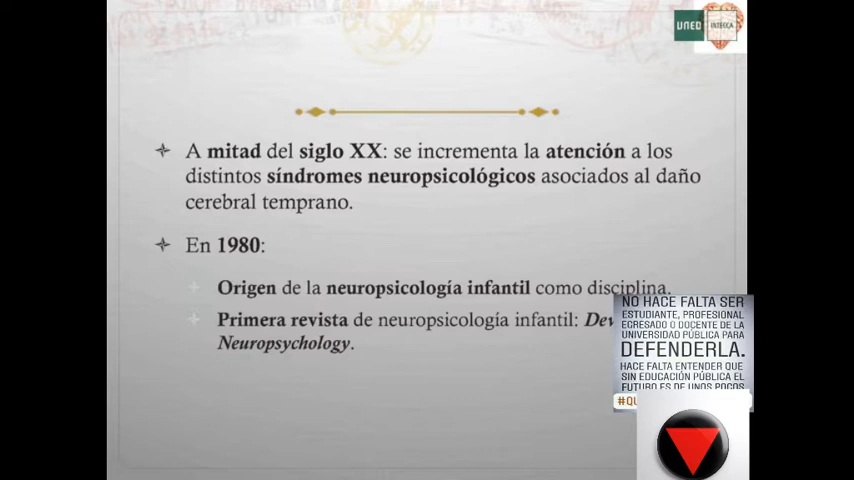 UNED
INTECCA
A mitad del siglo XX: se incrementa la atención a los
distintos síndromes neuropsicológicos asociados al daño
cerebral temprano.
En 1980:
Origen de la neuropsicología infantil como disciplina.
Primera revista de neuropsicología infantil:
Neuropsychology.
NO HACE FALTA SER
ESTUDIANTE, PROFESIONAL
EGRESADO O DOCENTE DE LA
UNIVERSIDAD PÚBLICA PARA
DEFENDERLA.
HACE FALTA ENTENDER QUE
SIN EDUCACIÓN PÚBLICA EL
FUTURO ES DE UNOS POCOS